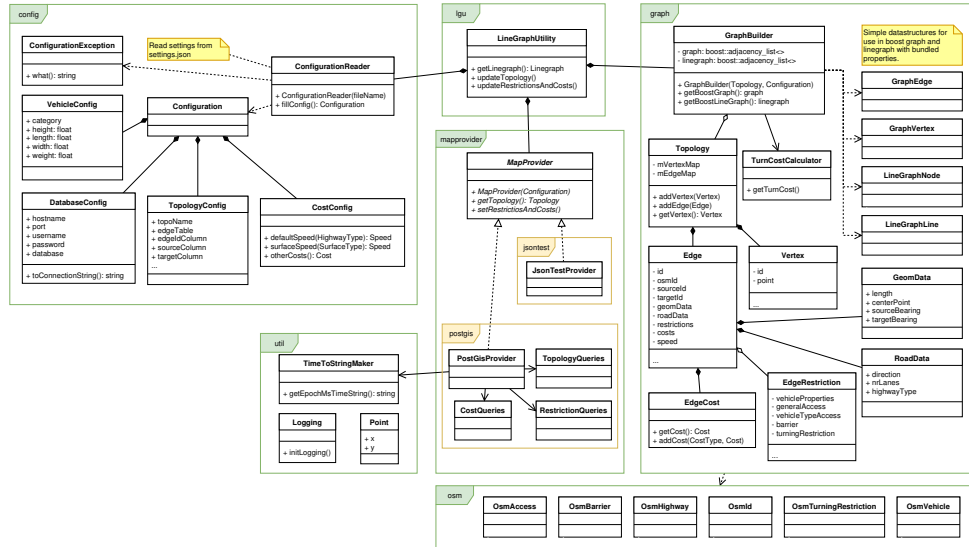 config
ConfigurationException
+ what(): string
Read settings from
settings.json
ConfigurationReader
+ ConfigurationReader(fileName)
+ fillConfig(): Configuration
VehicleConfig
+ category
+ height: float
+ length: float
+ width: float
+ weight: float
Configuration
DatabaseConfig
+ hostname
+ port
+ username
+ password
+ database
+ toConnectionString(): string
TopologyConfig
+ topoName
+ edgeTable
+ edgeIdColumn
+ sourceColumn
+ targetColumn
...
CostConfig
+ defaultSpeed(HighwayType): Speed
+ surfaceSpeed(SurfaceType): Speed
+ otherCosts(): Cost
lgu
LineGraphUtility
+ getLinegraph(): Linegraph
+ updateTopology()
+ updateRestrictionsAndCosts()
mapprovider
MapProvider
+ MapProvider(Configuration)
+ getTopology(): Topology
+ setRestrictiosAndCosts()
jsontest
JsonTestProvider
postgis
PostGisProvider
TopologyQueries
CostQueries
RestrictionQueries
util
TimeToStringMaker
+ getEpochMsTimeString(): string
Logging
+ initLogging()
Point
+ x
+ y
graph
GraphBuilder
- graph: boost::adjacency_list<>
- linegraph: boost::adjacency_list<>
+ GraphBuilder(Topology, Configuration)
+ getBoostGraph(): graph
+ getBoostLineGraph(): linegraph
Simple datastructures for
use in boost graph and
linegraph with bundled
properties.
GraphEdge
GraphVertex
LineGraphNode
LineGraphLine
Topology
- mVertexMap
- mEdgeMap
+ addVertex(Vertex)
+ addEdge(Edge)
+ getVertex(): Vertex
TurnCostCalculator
+ getTurnCost()
Edge
- id
- osmId
- sourceId
- targetId
- geomData
- roadData
- restrictions
- costs
- speed
...
Vertex
- id
- point
...
GeomData
+ length
+ centerPoint
+ sourceBearing
+ targetBearing
RoadData
+ direction
+ nrLanes
+ highwayType
EdgeRestriction
- vehicleProperties
- generalAccess
- vehicleTypeAccess
- barrier
- turningRestriction
...
EdgeCost
+ getCost(): Cost
+ addCost(CostType, Cost)
osm
OsmAccess
OsmBarrier
OsmHighway
OsmId
OsmTurningRestriction
OsmVehicle